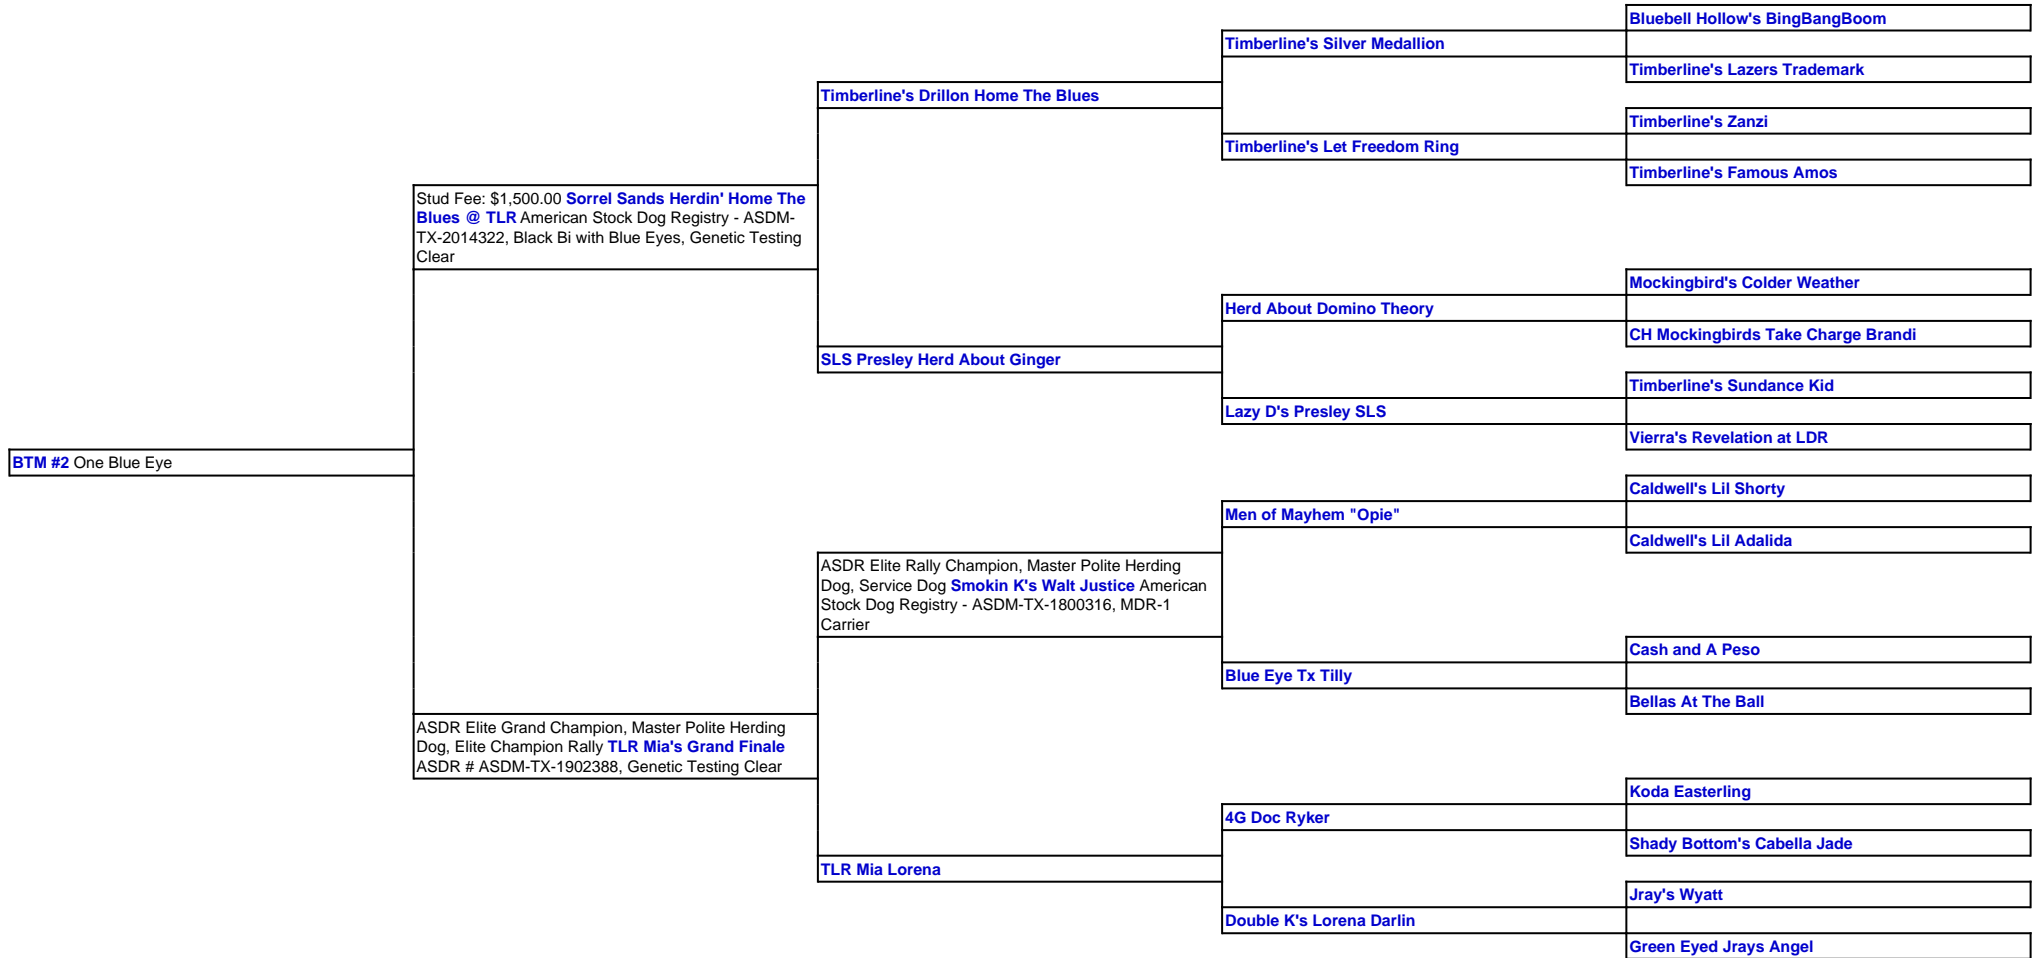 Bluebell Hollow's BingBangBoom
Timberline's Silver Medallion
Timberline's Lazers Trademark
Timberline's Drillon Home The Blues
Timberline's Zanzi
Timberline's Let Freedom Ring
Timberline's Famous Amos
Stud Fee: $1,500.00 Sorrel Sands Herdin' Home The
Blues @ TLR American Stock Dog Registry - ASDM-
TX-2014322, Black Bi with Blue Eyes, Genetic Testing
Clear
Mockingbird's Colder Weather
Herd About Domino Theory
CH Mockingbirds Take Charge Brandi
SLS Presley Herd About Ginger
Timberline's Sundance Kid
Lazy D's Presley SLS
Vierra's Revelation at LDR
BTM #2 One Blue Eye
Caldwell's Lil Shorty
Men of Mayhem "Opie"
Caldwell's Lil Adalida
ASDR Elite Rally Champion, Master Polite Herding
Dog, Service Dog Smokin K's Walt Justice American
Stock Dog Registry - ASDM-TX-1800316, MDR-1
Carrier
Cash and A Peso
Blue Eye Tx Tilly
Bellas At The Ball
ASDR Elite Grand Champion, Master Polite Herding
Dog, Elite Champion Rally TLR Mia's Grand Finale
ASDR # ASDM-TX-1902388, Genetic Testing Clear
Koda Easterling
4G Doc Ryker
Shady Bottom's Cabella Jade
TLR Mia Lorena
Jray's Wyatt
Double K's Lorena Darlin
Green Eyed Jrays Angel